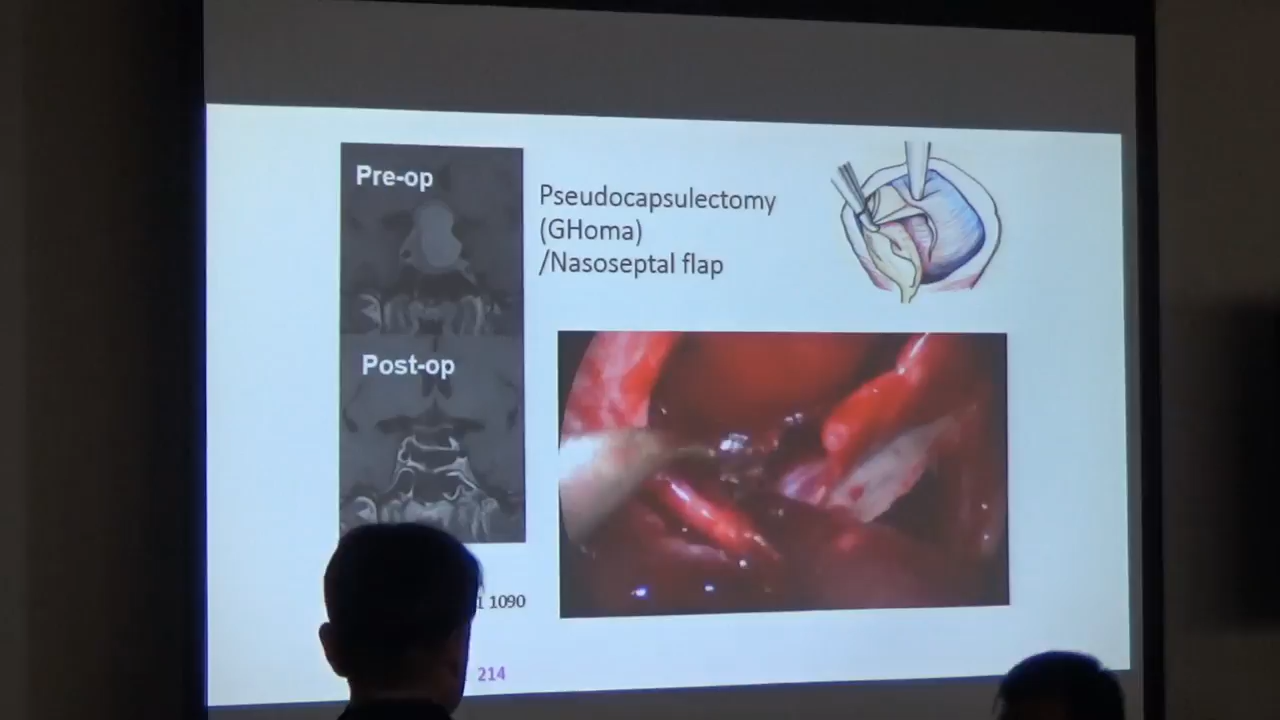 Pre-op
Pseudocapsulectomy
(GHoma)
/Nasoseptal flap
Post-op
1090
214